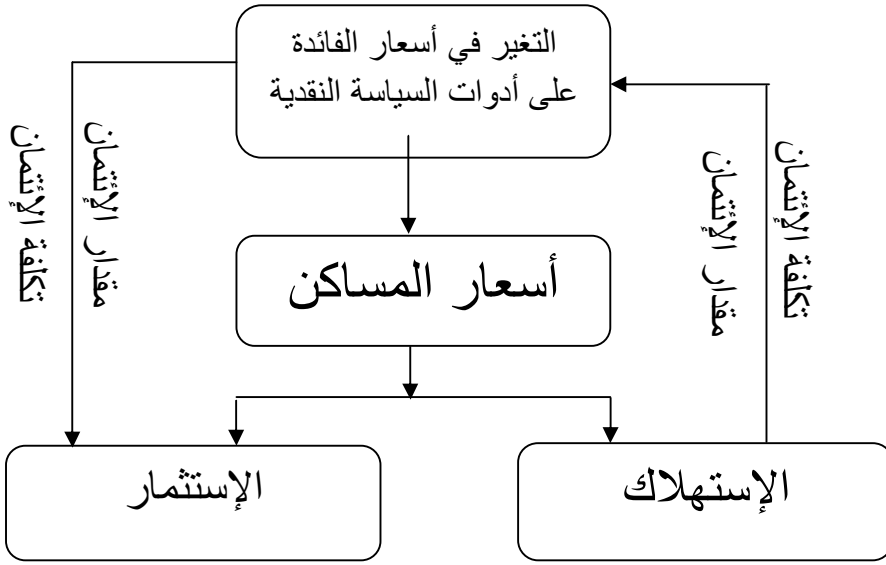 التغير في أسعار الفائدة
على أدوات السياسة النقدية
تكلفة الإئتمان
مقدار الإئتمان
أسعار المساكن
مقدار الإئتمان
تكلفة الإئتمان
الإستهلاك
الإستثمار